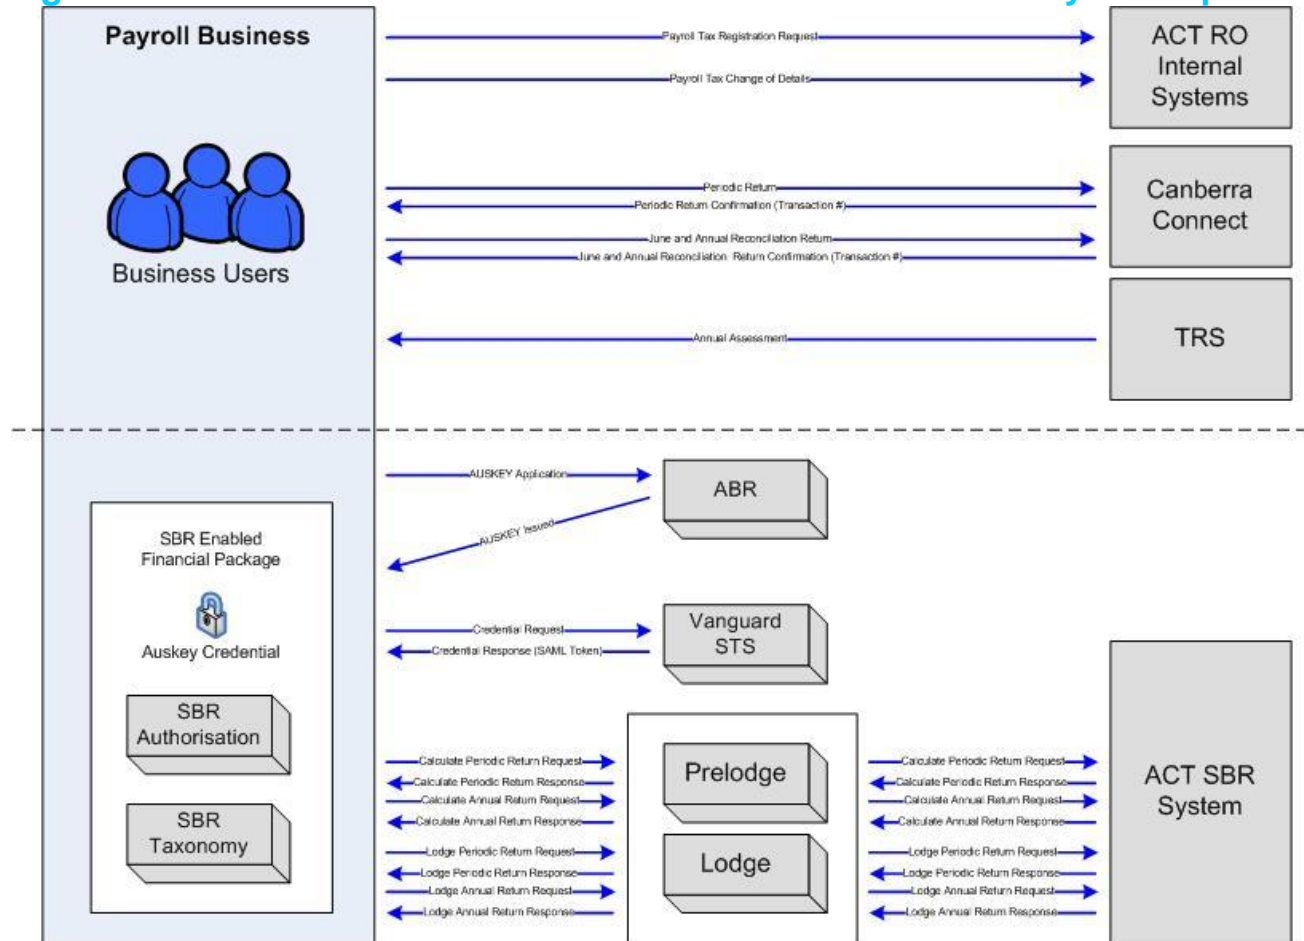 Payroll Business
Payroll Tax Registration Request
ACT RO
Internal
Systems
Payroll Tax Change of Details
Periodic Return
Periodic Return Confirmation (Transaction #)
June and Annual Reconciliation Return
June and Annual Reconciliation Return Confirmation (Transaction #)
Canberra
Connect
Business Users
Annual Assessment
TRS
AUSKEY Application
AUSKEY Issued
ABR
SBR Enabled
Financial Package
Auskey Credential
Credential Request
Credential Response (SAML Token)
Vanguard
STS
SBR
Authorisation
SBR
Taxonomy
Calculate Periodic Return Request
Calculate Periodic Return Response
Calculate Annual Return Request
Calculate Annual Return Response
Lodge Periodic Return Request
Lodge Periodic Return Response
Lodge Annual Return Request
Lodge Annual Return Response
Prelodge
Lodge
Calculate Periodic Return Request
Calculate Periodic Return Response
Calculate Annual Return Request
Calculate Annual Return Response
Lodge Periodic Return Request
Lodge Periodic Return Response
Lodge Annual Return Request
Lodge Annual Return Response
ACT SBR
System